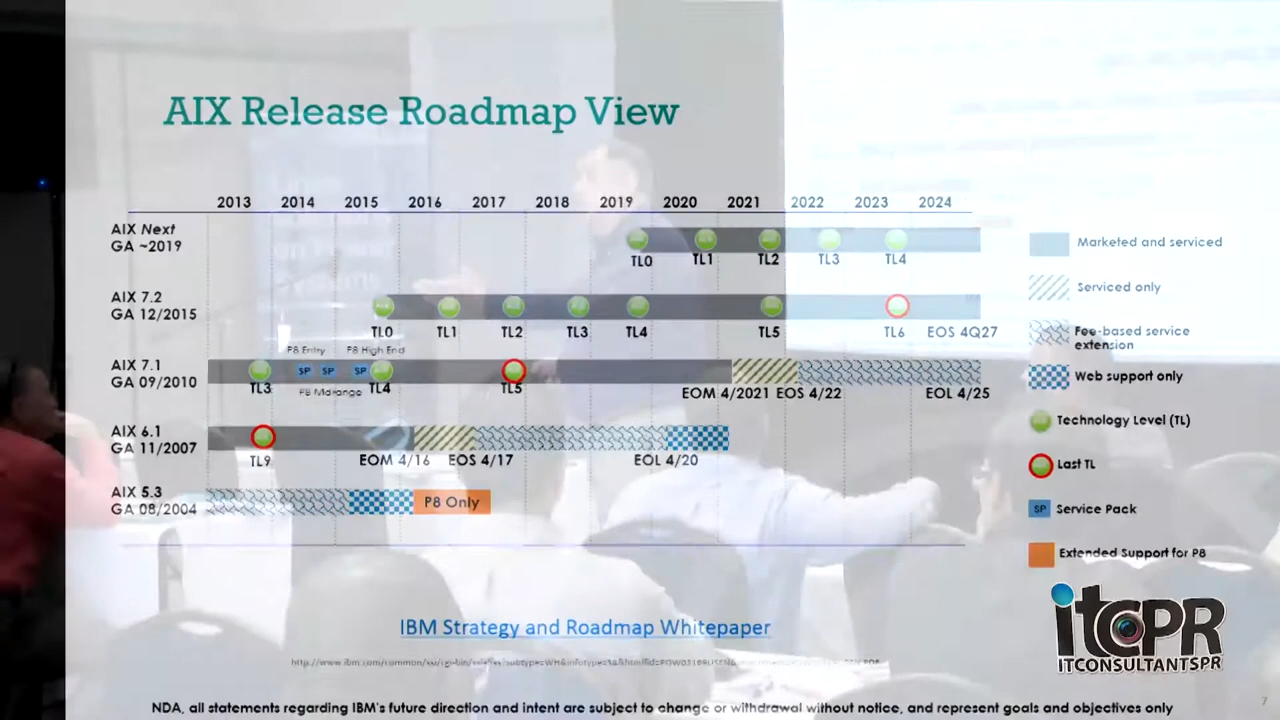 AIX Release Roadmap View
2013 2014 2015 2016 2017 2018 2019 2020 2021 2022 2023 2024
AIX Next
GA ~2019
TL0 TL1 TL2 TL3 TL4
AIX 7.2
GA 12/2015
TL0 TL1 TL2 TL3 TL4 TL5 TL6 EOS 4Q27
P8 Entry P8 High End
AIX 7.1
GA 09/2010
SP SP SP
TL3 P8 Midrange TL4 TL5 EOM 4/2021 EOS 4/22 EOL 4/25
AIX 6.1
GA 11/2007
TL9 EOM 4/16 EOS 4/17 EOL 4/20
AIX 5.3
GA 08/2004
P8 Only
Marketed and serviced
Serviced only
Fee-based service
extension
Web support only
Technology Level (TL)
Last TL
SP Service Pack
Extended Support for P8
IBM Strategy and Roadmap Whitepaper
itCPR
ITCONSULTANTSPR
NDA, all statements regarding IBM's future direction and intent are subject to change or withdrawal without notice, and represent goals and objectives only
7